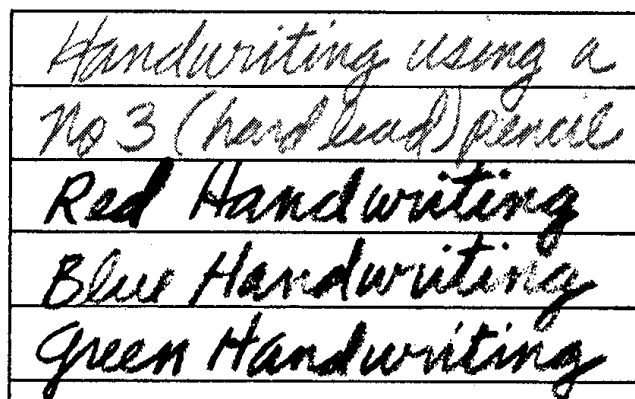 Handwriting using a
No 3 (hard lead) pencil
Red Handwriting
Blue Handwriting
Green Handwriting